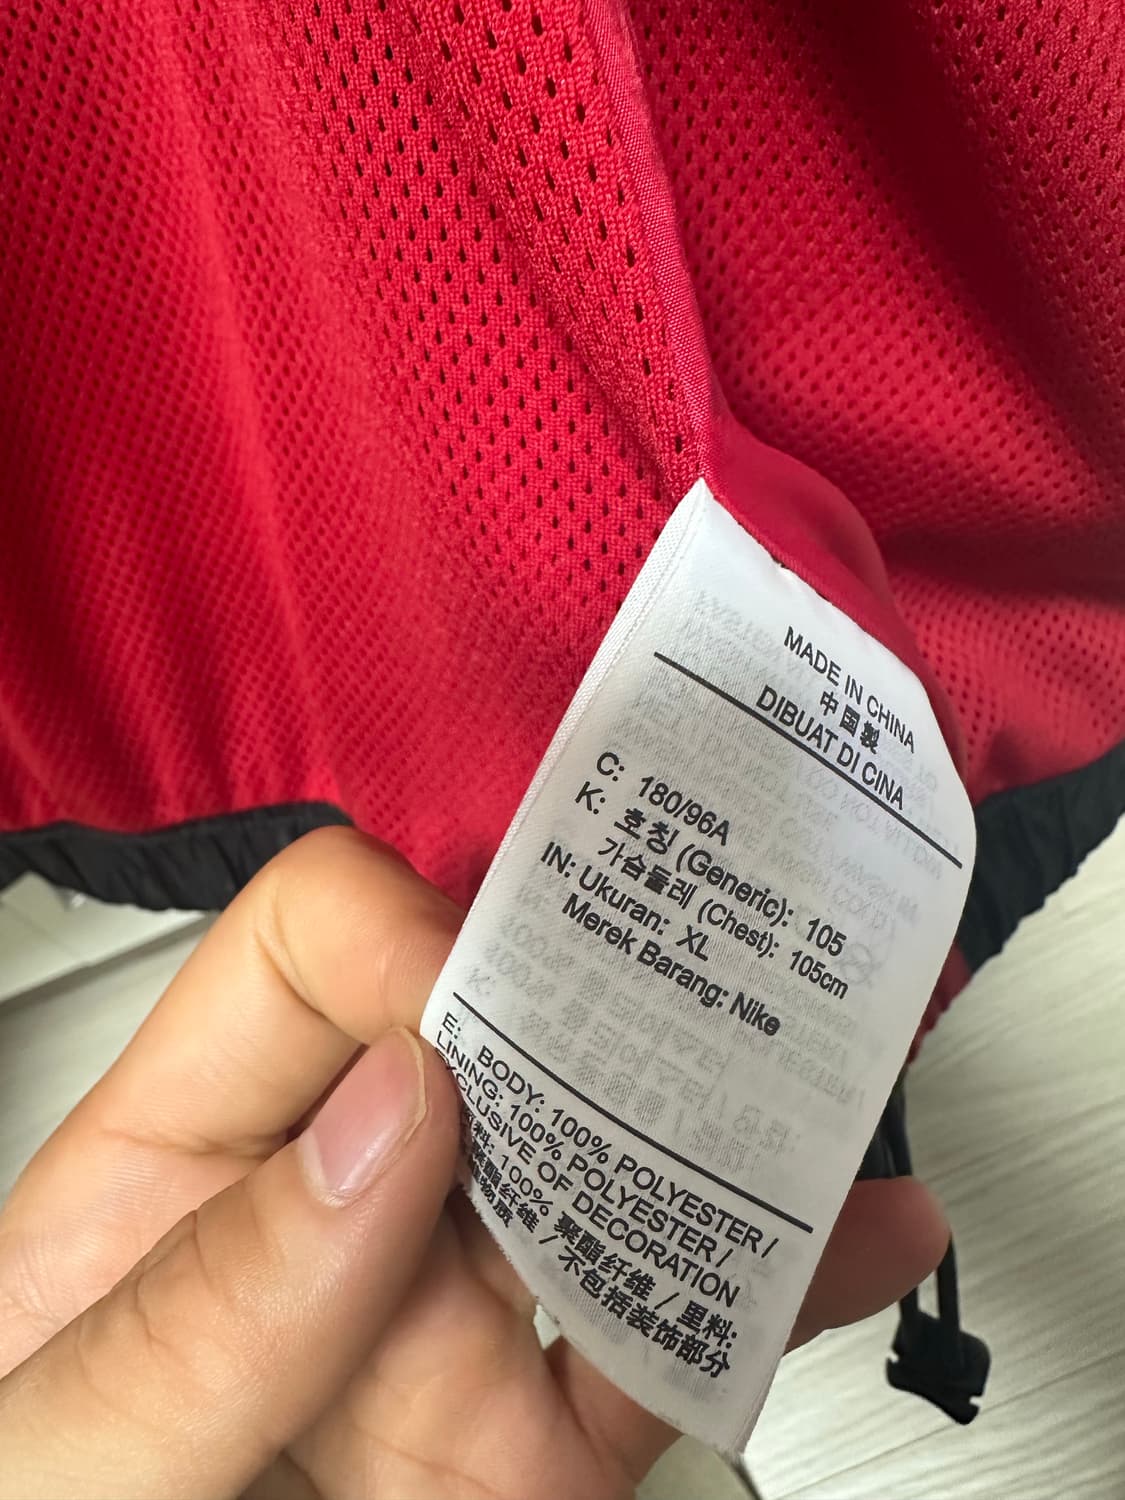 MADE IN CHINA
中国製
DIBUAT DI CINA
C: 180/96A
K: 호칭 (Generic): 105
가슴둘레 (Chest): 105cm
IN: Ukuran: XL
Merek Barang: Nike
E: BODY: 100% POLYESTER /
LINING: 100% POLYESTER /
EXCLUSIVE OF DECORATION
料: 100% 聚酯纤维 / 里料:
聚酯纤维 / 不包括装饰部分